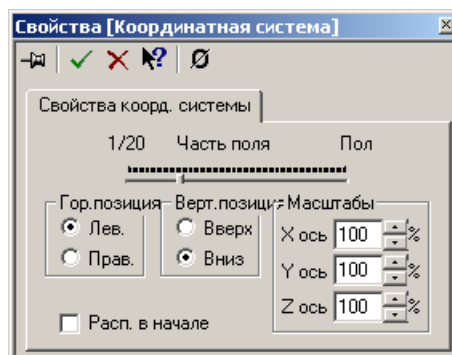 Свойства [Координатная система]
Свойства коорд. системы
1/20 Часть поля Пол
Гор.позиция Верт.позиция Масштабы
Лев. Вверх X ось 100 %
Прав. Вниз Y ось 100 %
Z ось 100 %
Расп. в начале